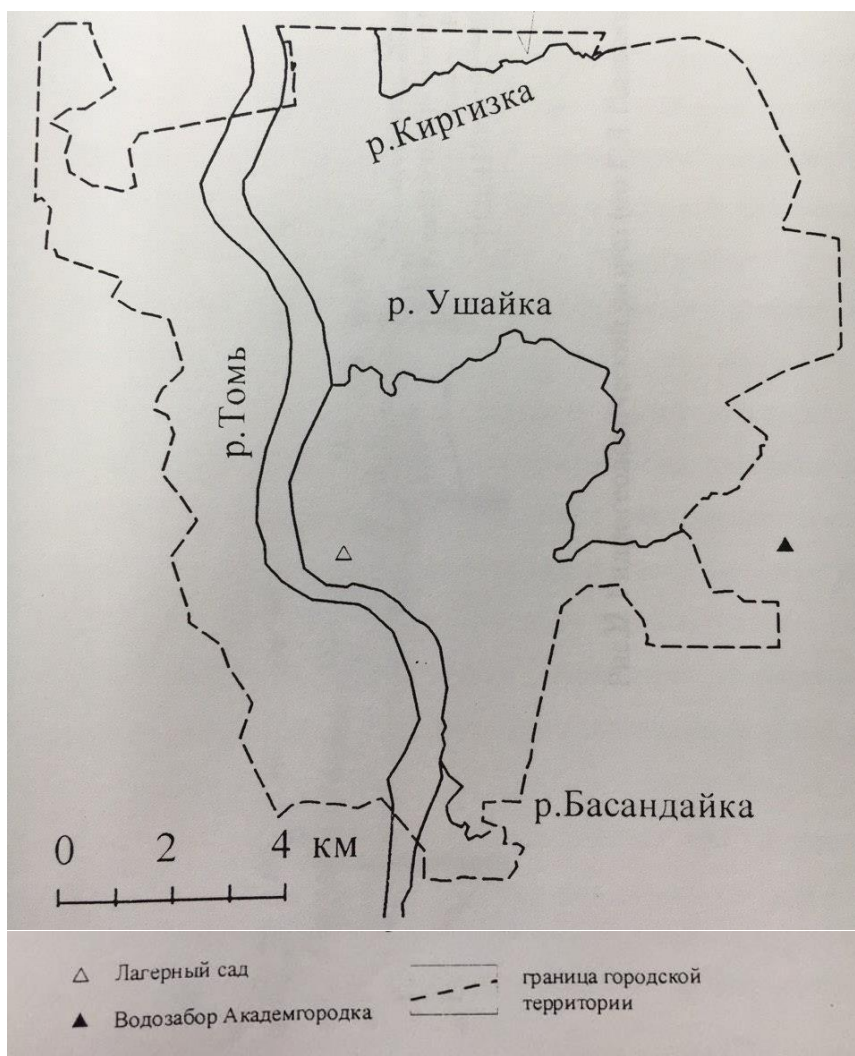 р.Киргизка
р. Ушайка
р.Томь
р.Басандайка
0 2 4 км
Лагерный сад
Водозабор Академгородка
граница городской
территории